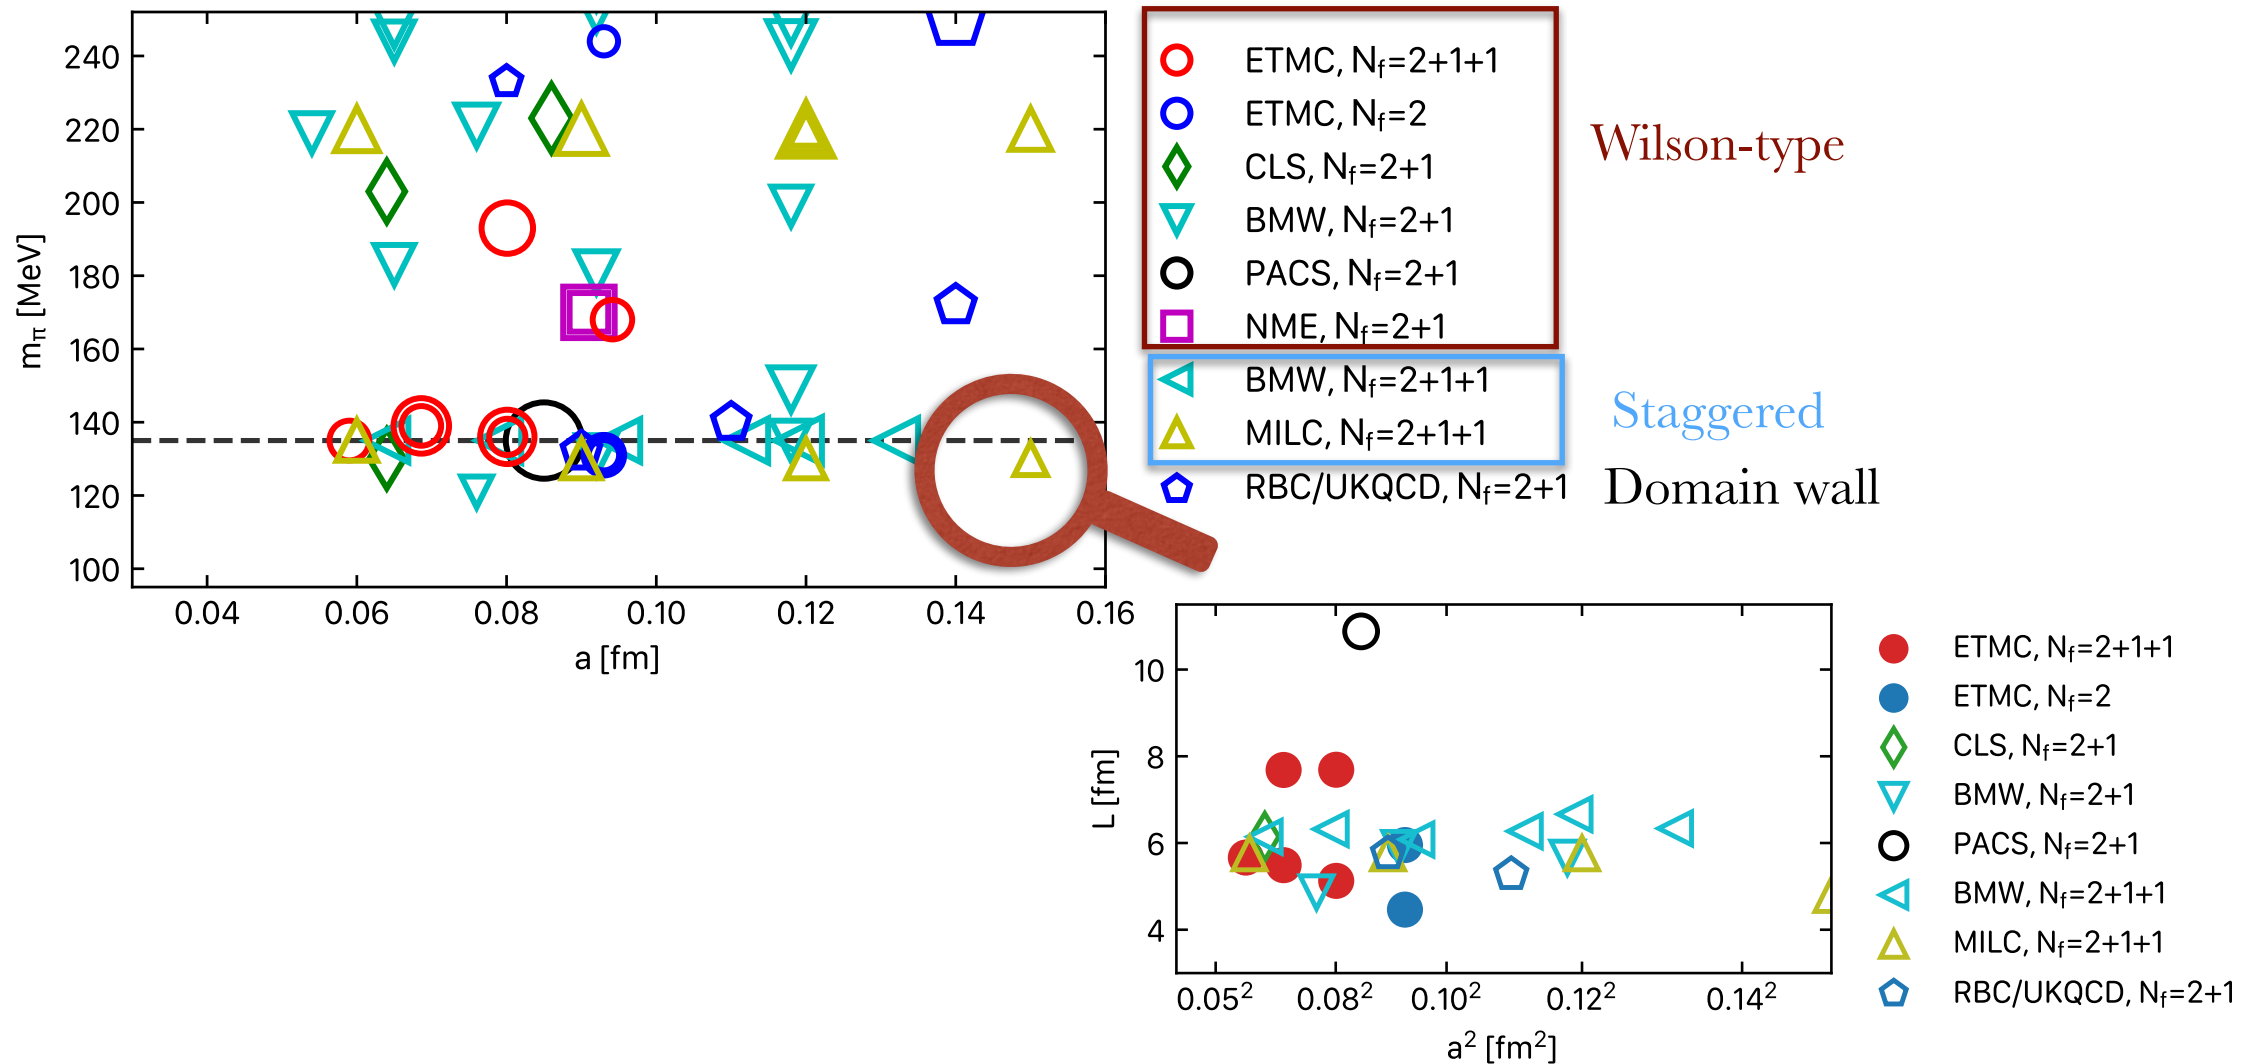 240
220
200
180
160
140
120
100
m_π [MeV]
0.04 0.06 0.08 0.10 0.12 0.14 0.16
a [fm]
ETMC, N_f=2+1+1
ETMC, N_f=2
CLS, N_f=2+1
BMW, N_f=2+1
PACS, N_f=2+1
NME, N_f=2+1
BMW, N_f=2+1+1
MILC, N_f=2+1+1
RBC/UKQCD, N_f=2+1
Wilson-type
Staggered
Domain wall
10
8
6
4
L [fm]
0.05² 0.08² 0.10² 0.12² 0.14²
a² [fm²]
ETMC, N_f=2+1+1
ETMC, N_f=2
CLS, N_f=2+1
BMW, N_f=2+1
PACS, N_f=2+1
BMW, N_f=2+1+1
MILC, N_f=2+1+1
RBC/UKQCD, N_f=2+1